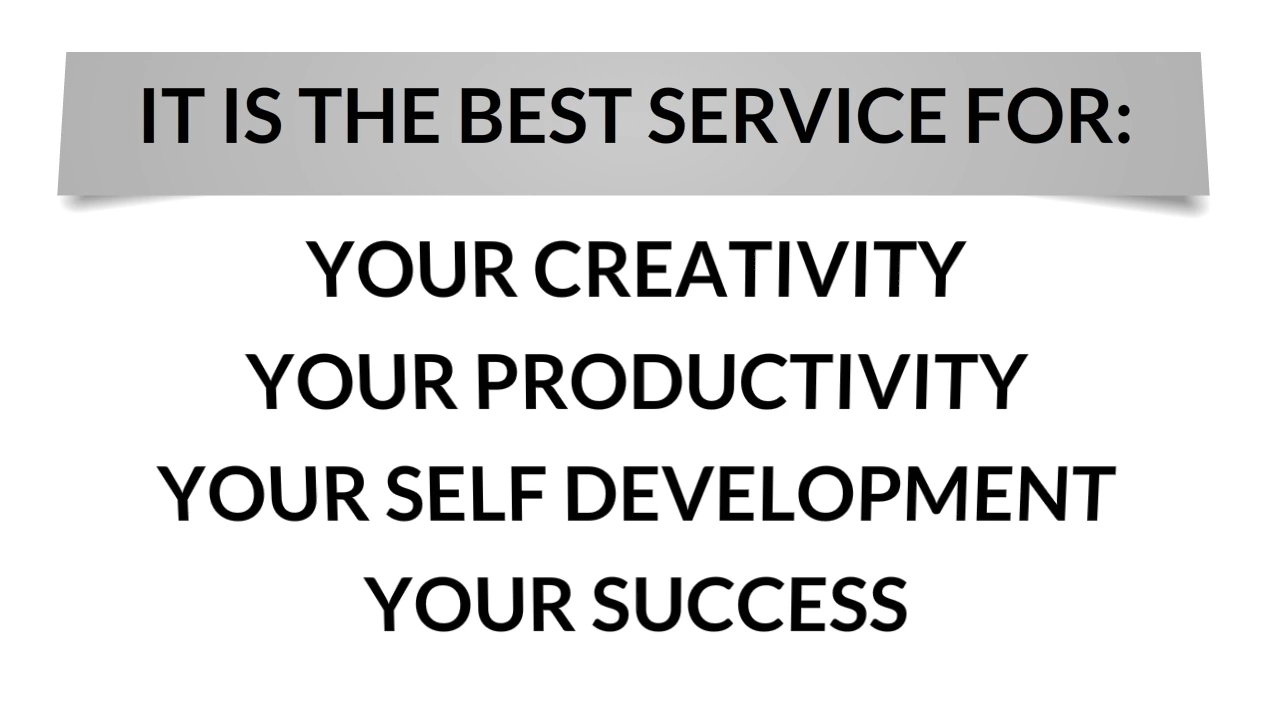 IT IS THE BEST SERVICE FOR:
YOUR CREATIVITY
YOUR PRODUCTIVITY
YOUR SELF DEVELOPMENT
YOUR SUCCESS